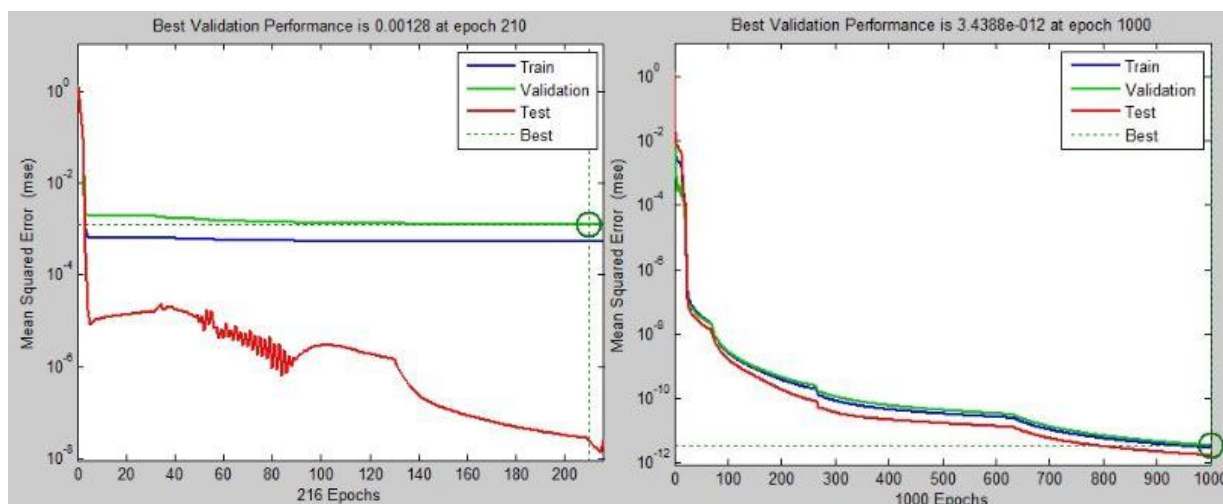 Best Validation Performance is 0.00128 at epoch 210
Train
Validation
Test
Best
Mean Squared Error (mse)
10^0
10^-2
10^-4
10^-6
10^-8
0 20 40 60 80 100 120 140 160 180 200
216 Epochs
Best Validation Performance is 3.4388e-012 at epoch 1000
Train
Validation
Test
Best
Mean Squared Error (mse)
10^0
10^-2
10^-4
10^-6
10^-8
10^-10
10^-12
0 100 200 300 400 500 600 700 800 900 1000
1000 Epochs